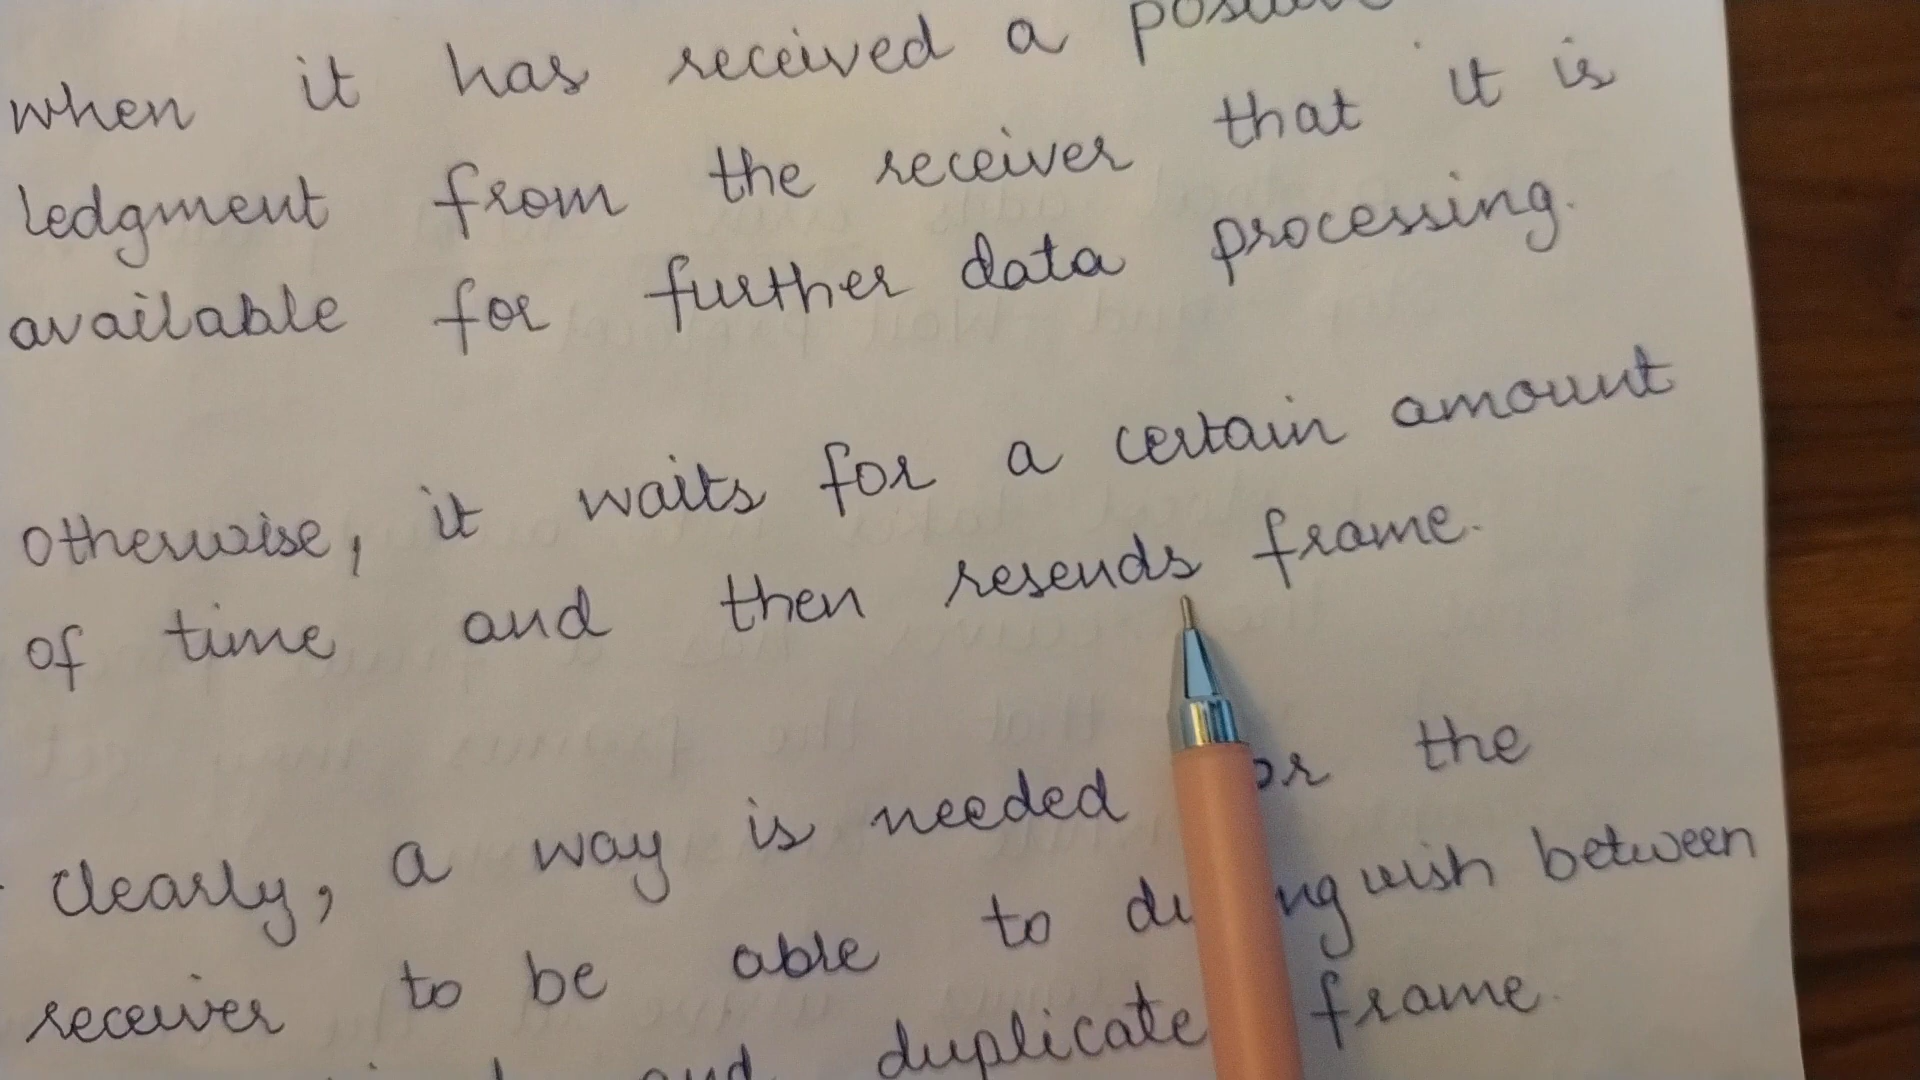 when it has received a
ledgment from the receiver that it is
available for further data processing.
otherwise, it waits for a certain amount
of time and then resends frame.
clearly, a way is needed the
receiver to be able to between
and duplicate frame.